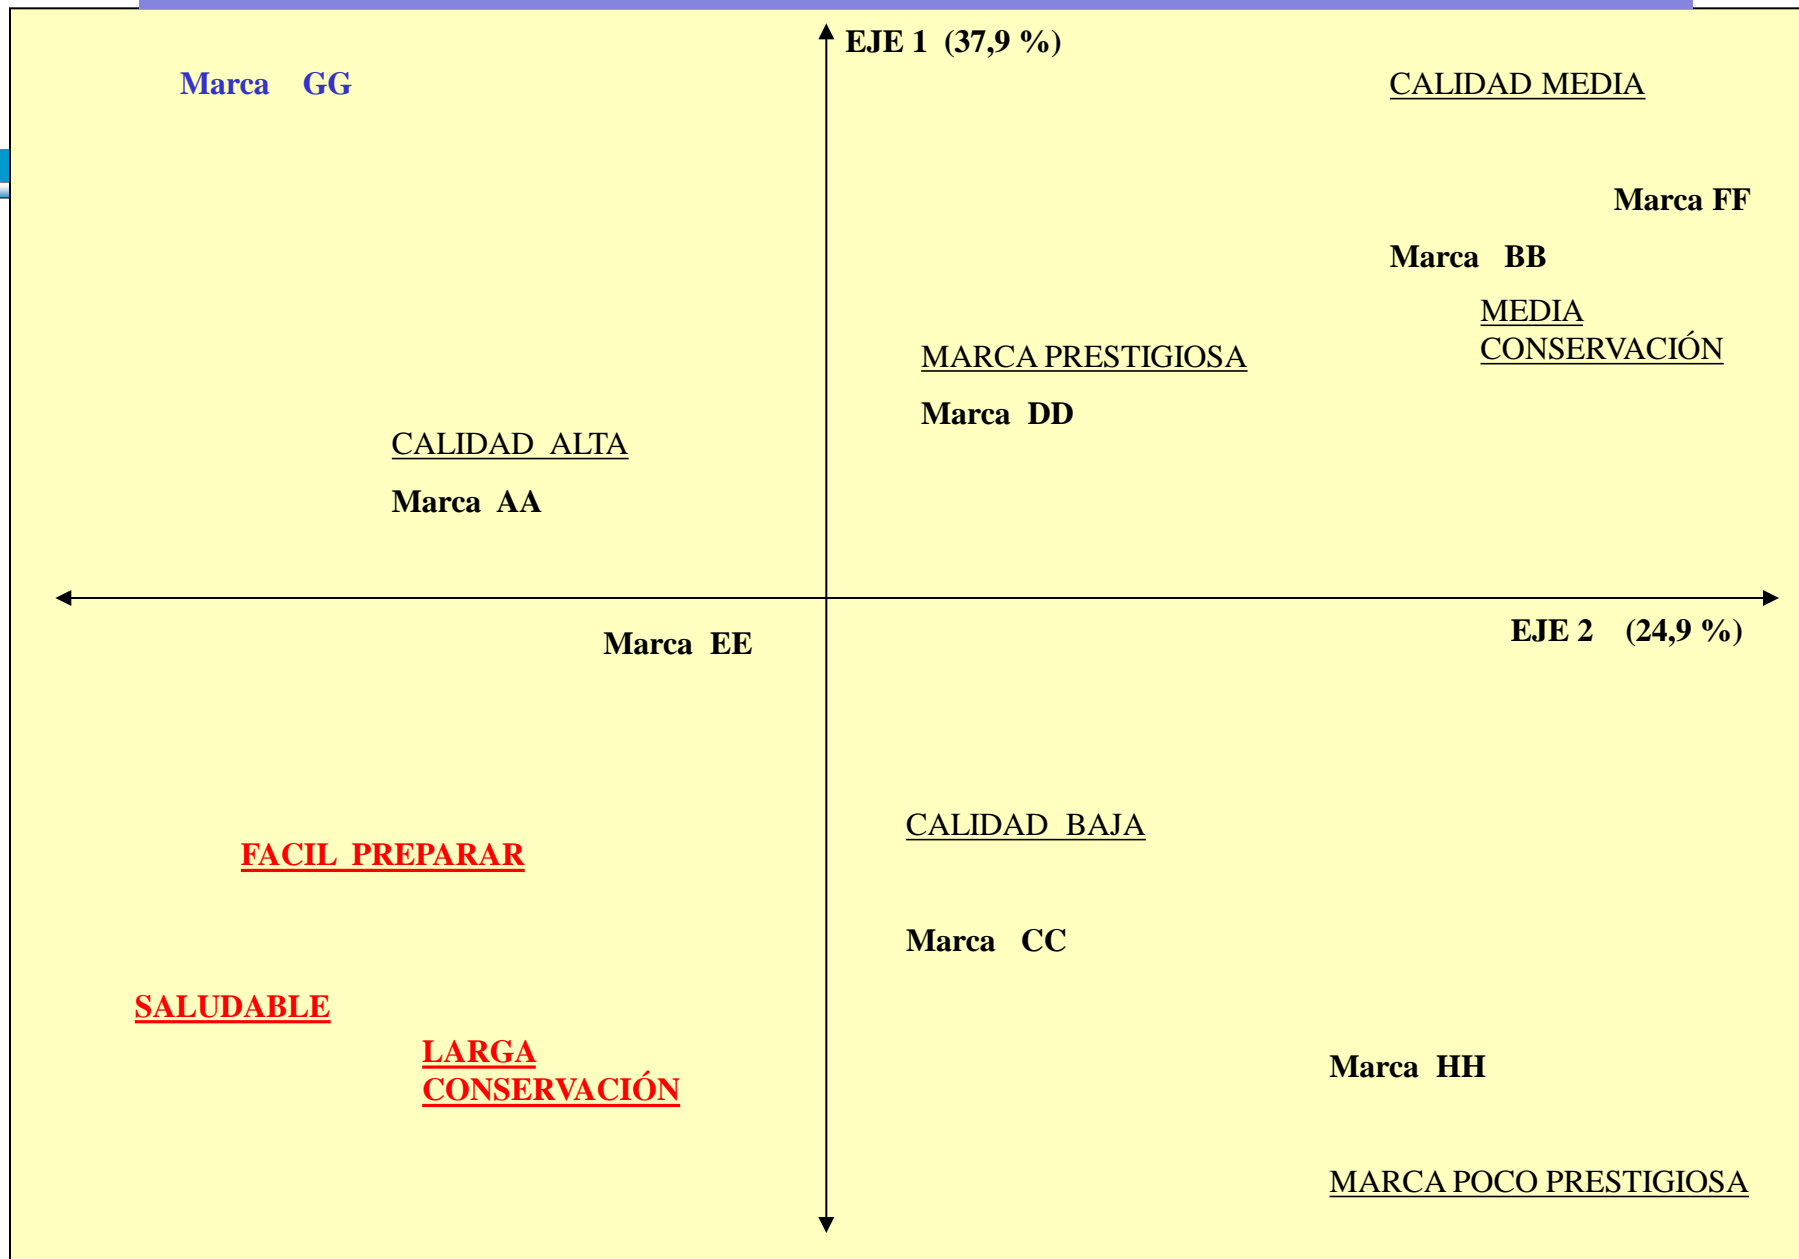 EJE 1 (37,9 %)
Marca GG
CALIDAD MEDIA
Marca FF
Marca BB
MEDIA
CONSERVACIÓN
MARCA PRESTIGIOSA
Marca DD
CALIDAD ALTA
Marca AA
EJE 2 (24,9 %)
Marca EE
CALIDAD BAJA
FACIL PREPARAR
Marca CC
SALUDABLE
LARGA
CONSERVACIÓN
Marca HH
MARCA POCO PRESTIGIOSA